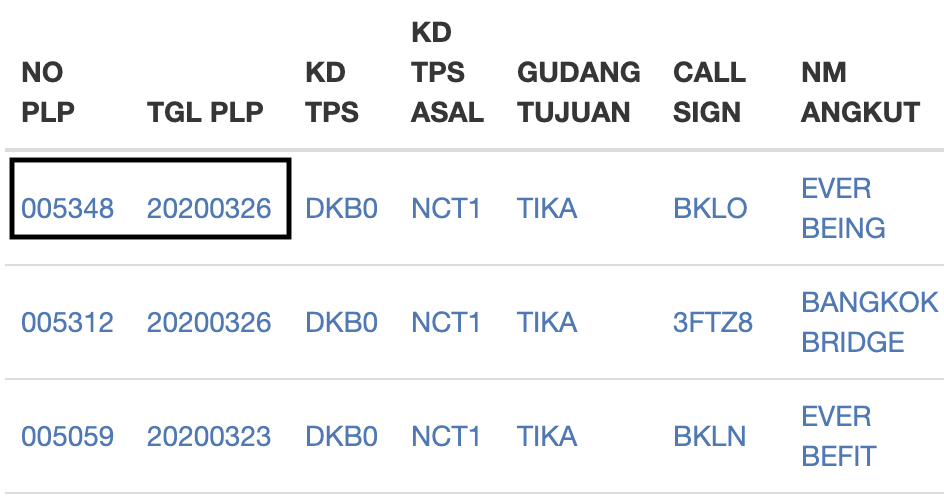 NO PLP TGL PLP KD TPS KD TPS ASAL GUDANG TUJUAN CALL SIGN NM ANGKUT
005348 20200326 DKB0 NCT1 TIKA BKLO EVER BEING
005312 20200326 DKB0 NCT1 TIKA 3FTZ8 BANGKOK BRIDGE
005059 20200323 DKB0 NCT1 TIKA BKLN EVER BEFIT